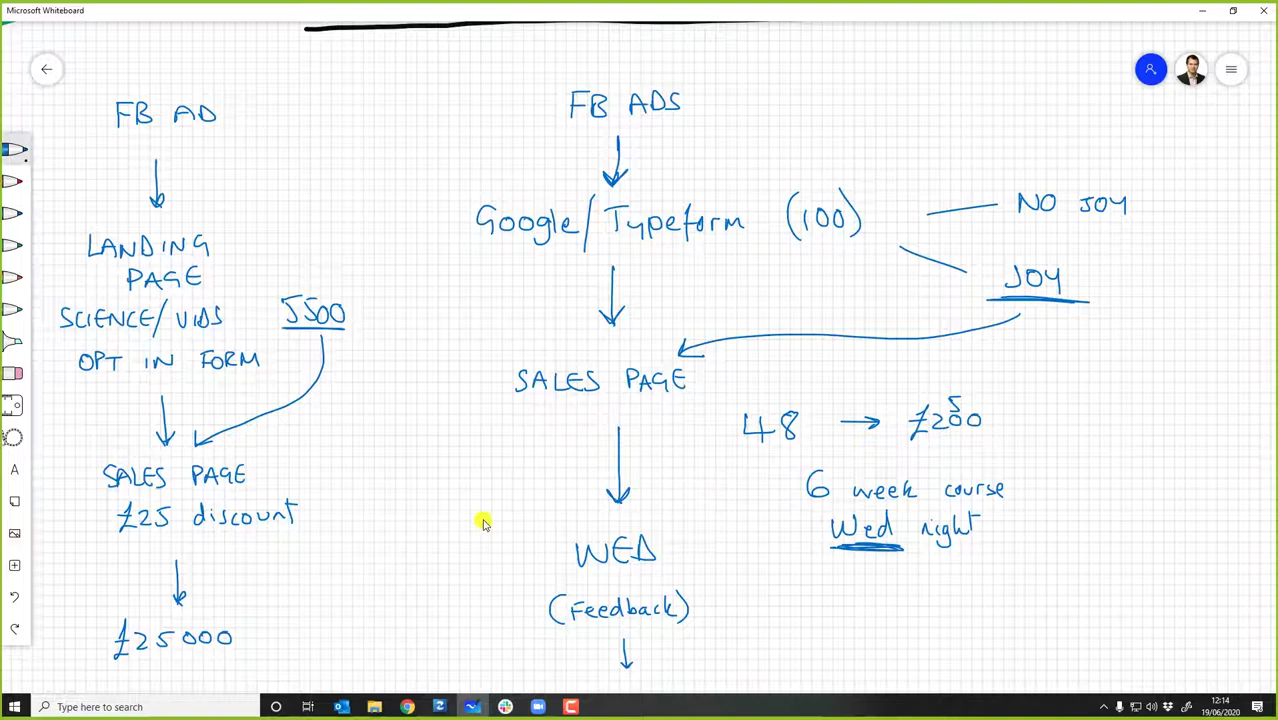 Microsoft Whiteboard
FB AD
LANDING
PAGE
SCIENCE/VIDS
5500
OPT IN FORM
SALES PAGE
£25 discount
£25000
FB ADS
Google/Typeform (100)
NO JOY
JOY
SALES PAGE
48 → £200
5
6 week course
Wed night
WED
(Feedback)
A
Type here to search
12:14
19/06/2020